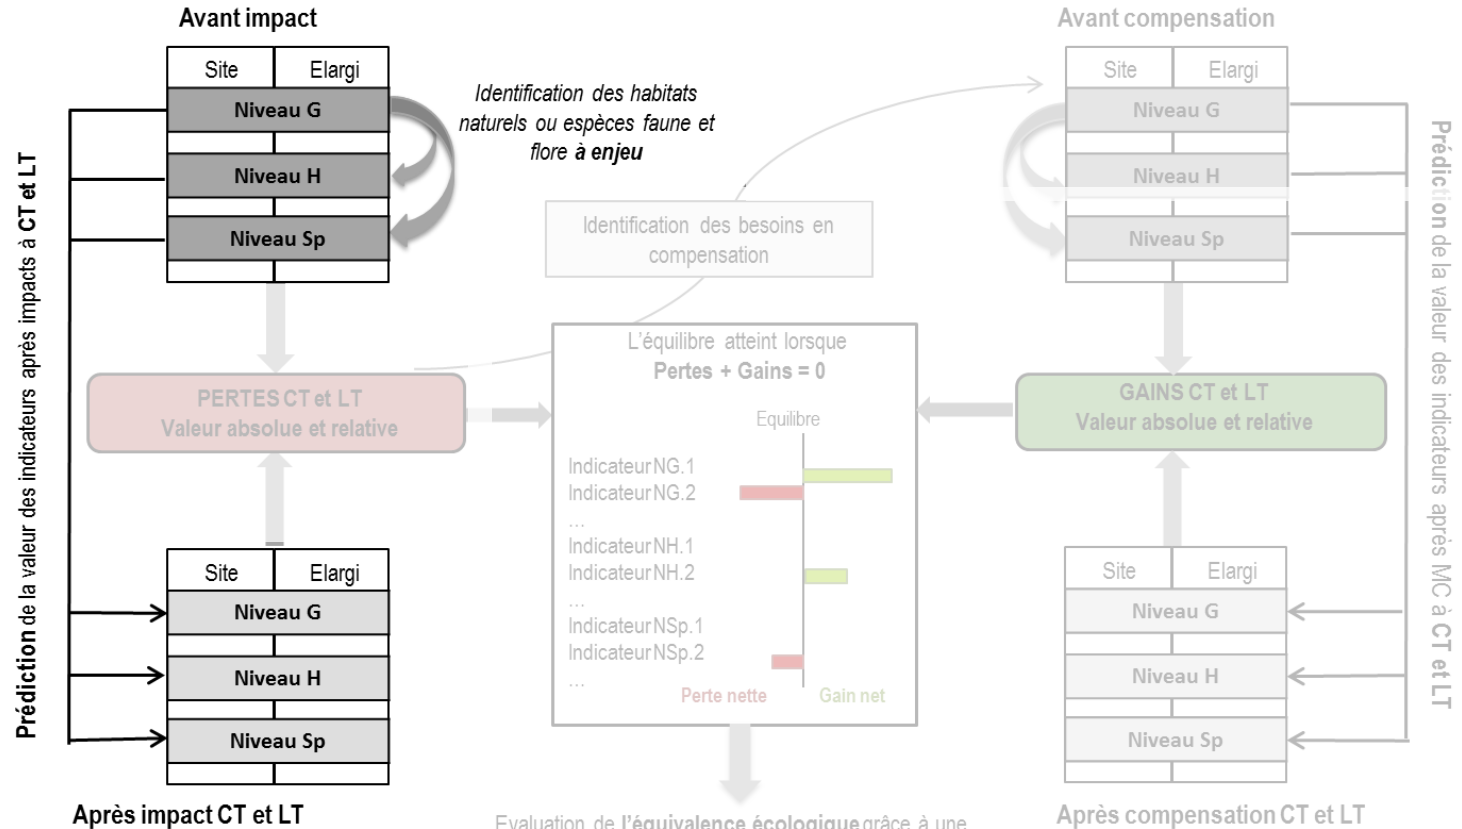 Avant impact
Site Elargi
Niveau G
Niveau H
Niveau Sp
Identification des habitats
naturels ou espèces faune et
flore à enjeu
Prédiction de la valeur des indicateurs après impacts à CT et LT
PERTES CT et LT
Valeur absolue et relative
Site Elargi
Niveau G
Niveau H
Niveau Sp
Après impact CT et LT
Identification des besoins en
compensation
L'équilibre atteint lorsque
Pertes + Gains = 0
Equilibre
Indicateur NG.1
Indicateur NG.2
...
Indicateur NH.1
Indicateur NH.2
...
Indicateur NSp.1
Indicateur NSp.2
...
Perte nette Gain net
Evaluation de l'équivalence écologique grâce à une
Avant compensation
Site Elargi
Niveau G
Niveau H
Niveau Sp
GAINS CT et LT
Valeur absolue et relative
Prédiction de la valeur des indicateurs après MC à CT et LT
Site Elargi
Niveau G
Niveau H
Niveau Sp
Après compensation CT et LT